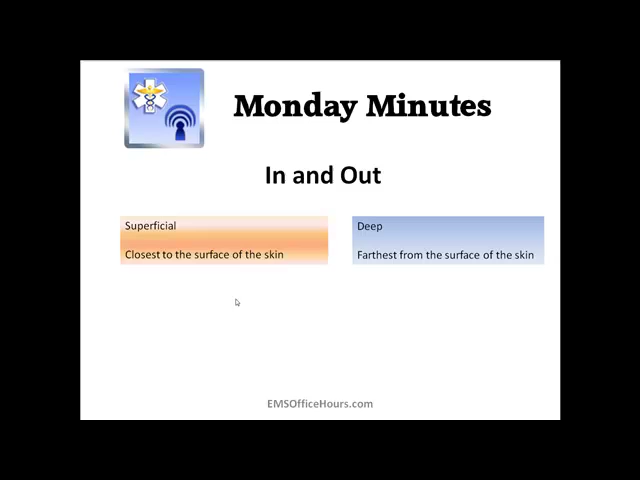 Monday Minutes
In and Out
Superficial
Closest to the surface of the skin
Deep
Farthest from the surface of the skin
EMSOfficeHours.com